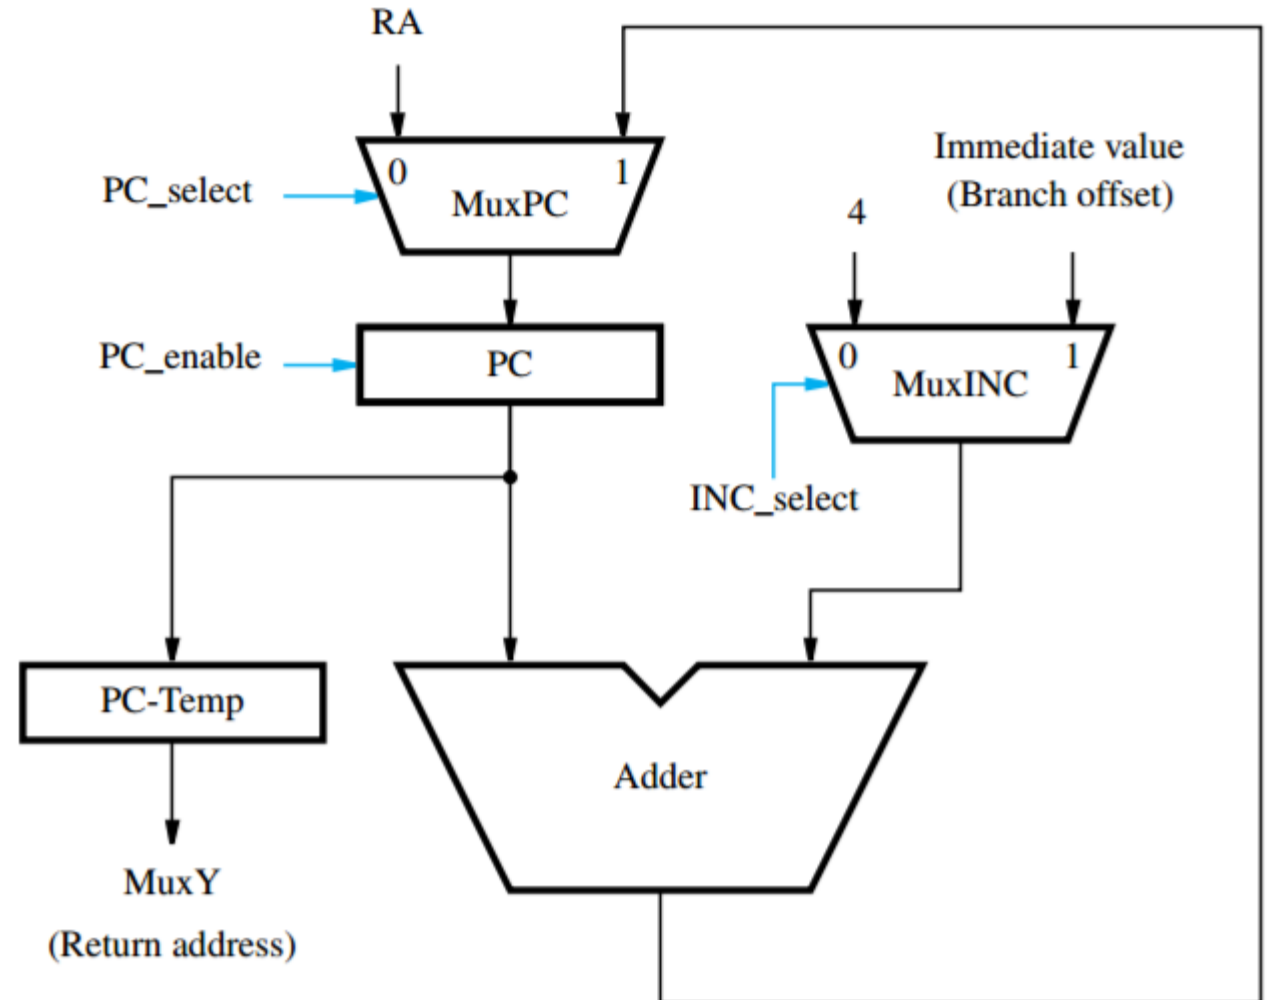 RA
Immediate value
(Branch offset)
0
1
PC_select
MuxPC
4
PC_enable
PC
0
1
MuxINC
INC_select
PC-Temp
Adder
MuxY
(Return address)